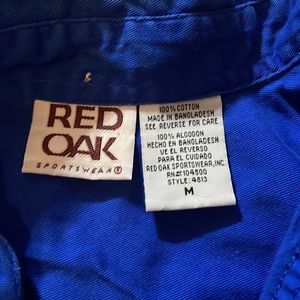 RED
OAK
SPORTSWEAR®
100% COTTON
MADE IN BANGLADESH
SEE REVERSE FOR CARE
100% ALGODON
HECHO EN BANGLADESH
VE EL REVERSO
PARA EL CUIDADO
RED OAK SPORTSWEAR,INC.
RN#104500
STYLE: 4813
M